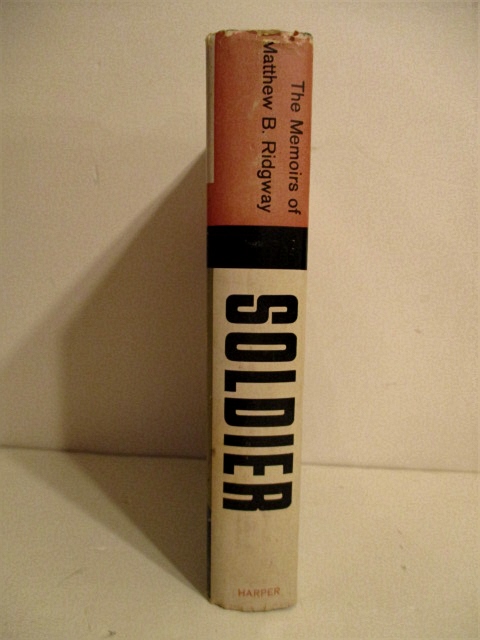 The Memoirs of
Matthew B. Ridgway
SOLDIER
HARPER